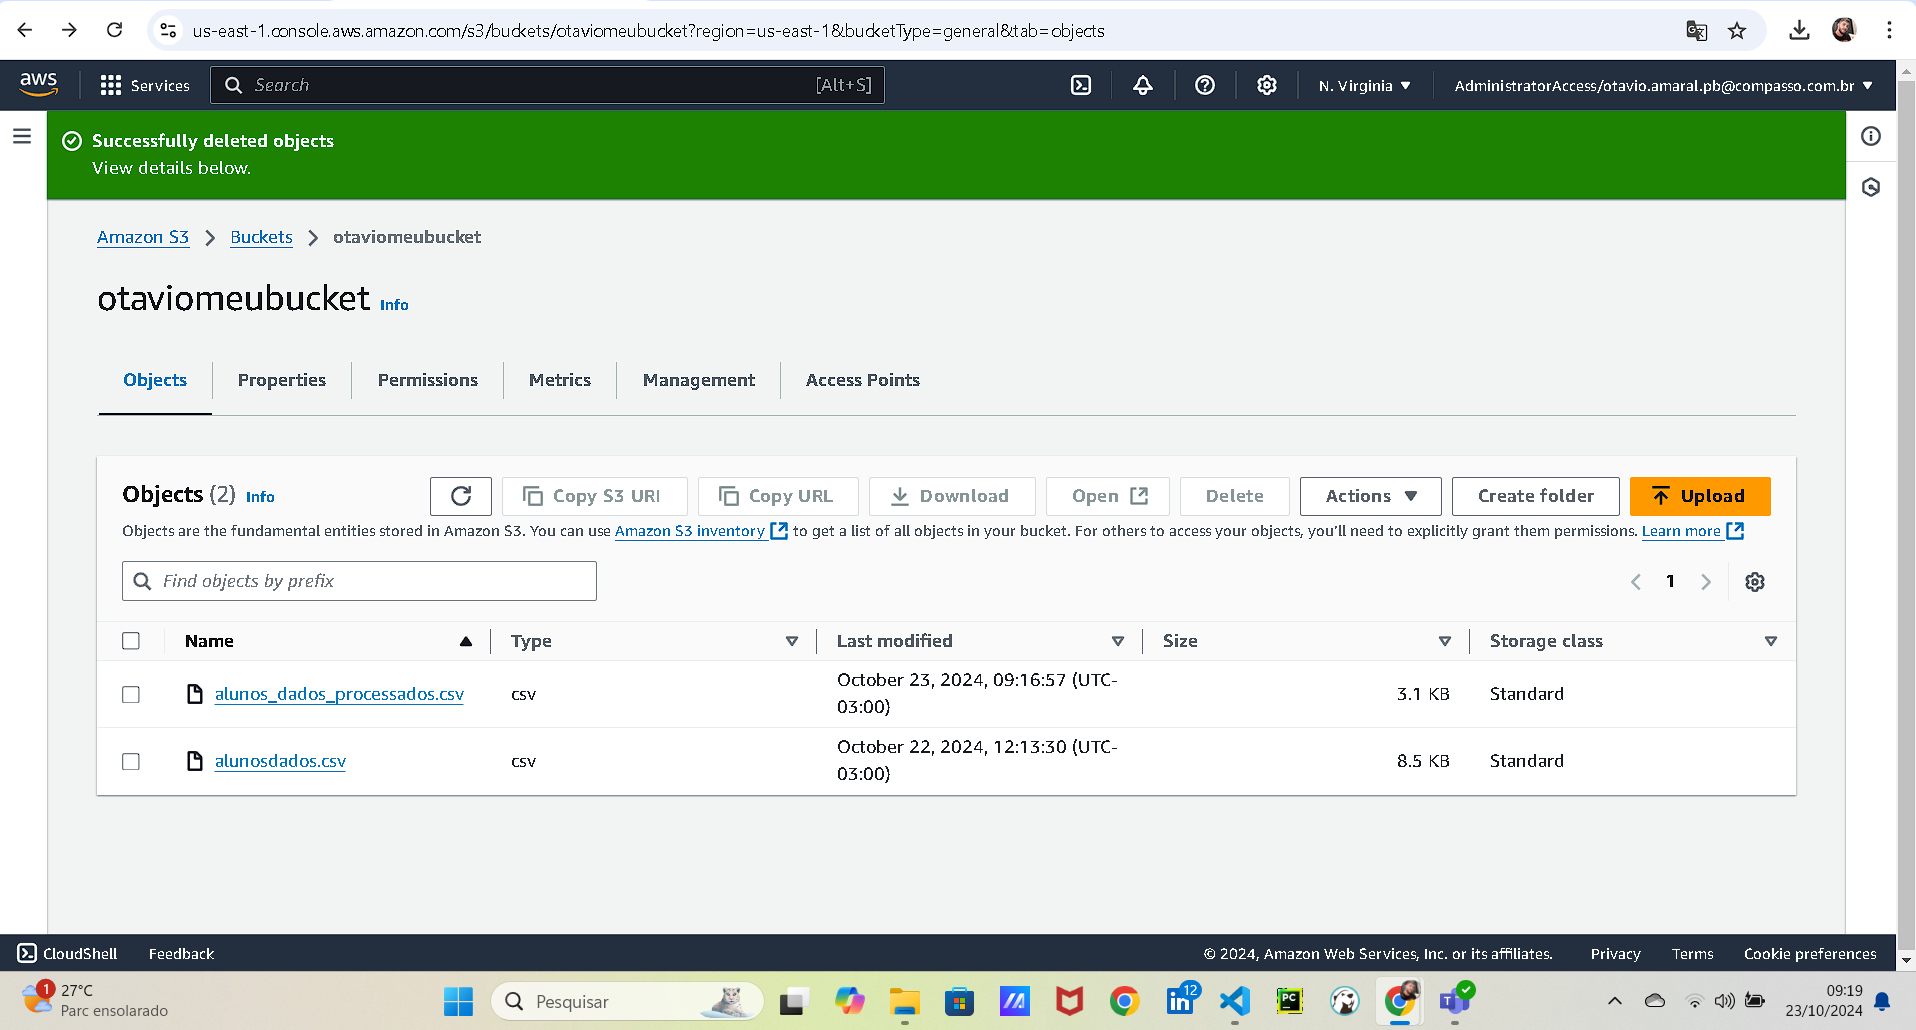 us-east-1.console.aws.amazon.com/s3/buckets/otaviomeubucket?region=us-east-1&bucketType=general&tab=objects
aws
Services
Search
[Alt+S]
N. Virginia
AdministratorAccess/otavio.amaral.pb@compasso.com.br
Successfully deleted objects
View details below.
Amazon S3
Buckets
otaviomeubucket
otaviomeubucket Info
Objects
Properties
Permissions
Metrics
Management
Access Points
Objects (2) Info
Copy S3 URI
Copy URL
Download
Open
Delete
Actions
Create folder
Upload
Objects are the fundamental entities stored in Amazon S3. You can use Amazon S3 inventory to get a list of all objects in your bucket. For others to access your objects, you'll need to explicitly grant them permissions. Learn more
Find objects by prefix
1
Name
Type
Last modified
Size
Storage class
alunos_dados_processados.csv
csv
October 23, 2024, 09:16:57 (UTC-
03:00)
3.1 KB
Standard
alunosdados.csv
csv
October 22, 2024, 12:13:30 (UTC-
03:00)
8.5 KB
Standard
CloudShell
Feedback
© 2024, Amazon Web Services, Inc. or its affiliates.
Privacy
Terms
Cookie preferences
1
27°C
Parc ensolarado
Pesquisar
in
12
PC
T
09:19
23/10/2024